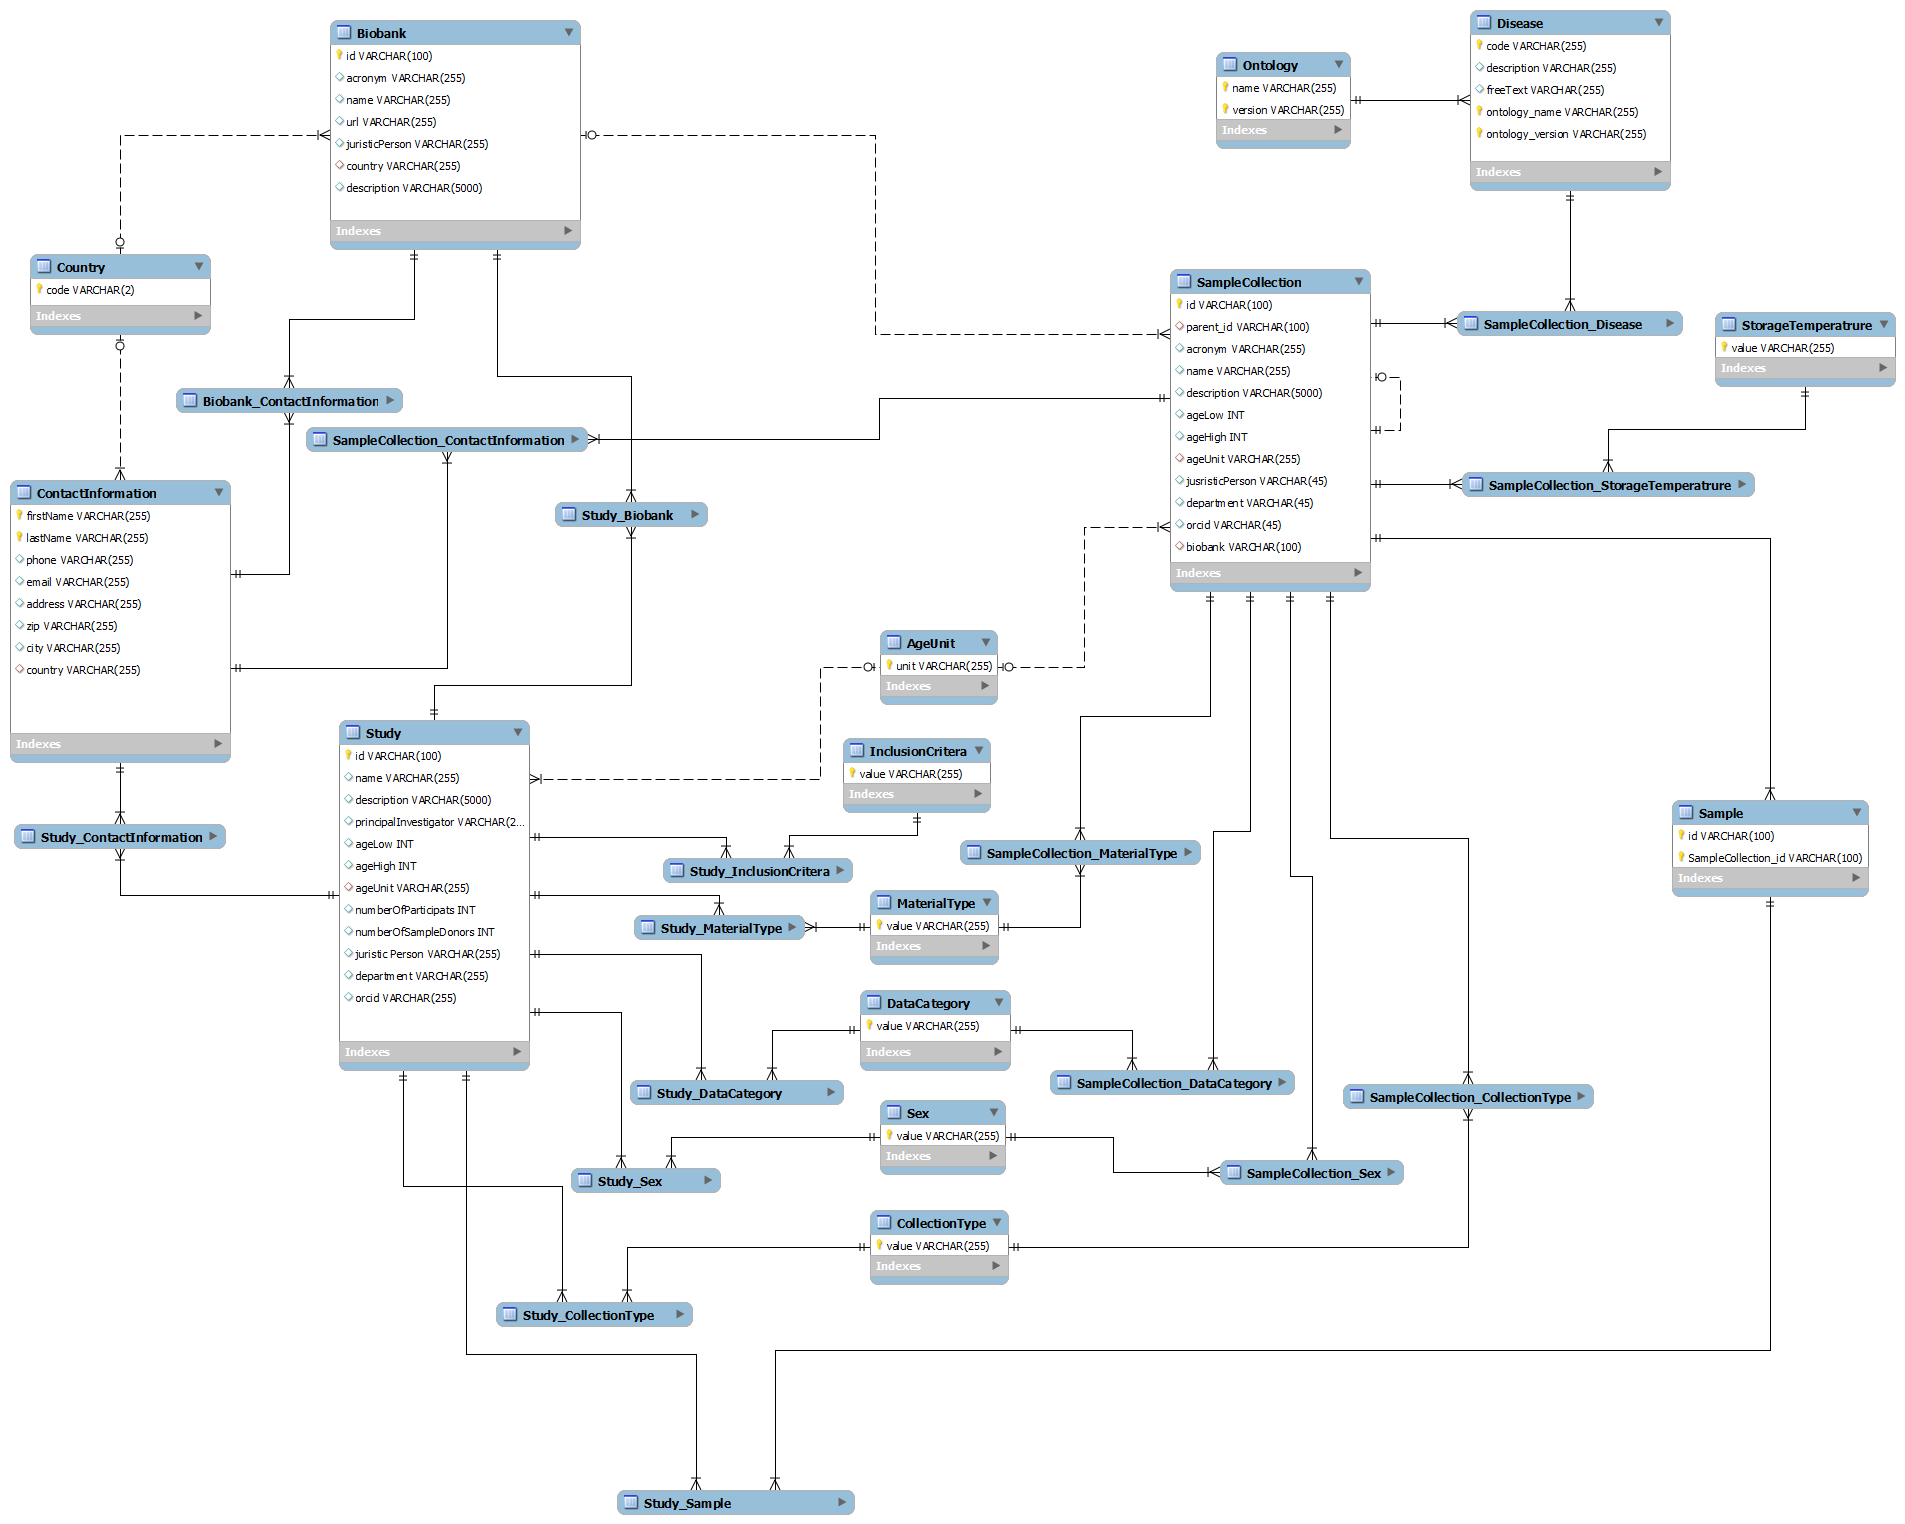 Biobank
id VARCHAR(100)
acronym VARCHAR(255)
name VARCHAR(255)
url VARCHAR(255)
juristicPerson VARCHAR(255)
country VARCHAR(255)
description VARCHAR(5000)
Indexes
Ontology
name VARCHAR(255)
version VARCHAR(255)
Indexes
Disease
code VARCHAR(255)
description VARCHAR(255)
freeText VARCHAR(255)
ontology_name VARCHAR(255)
ontology_version VARCHAR(255)
Indexes
Country
code VARCHAR(2)
Indexes
SampleCollection
id VARCHAR(100)
parent_id VARCHAR(100)
acronym VARCHAR(255)
name VARCHAR(255)
description VARCHAR(5000)
ageLow INT
ageHigh INT
ageUnit VARCHAR(255)
jusristicPerson VARCHAR(45)
department VARCHAR(45)
orcid VARCHAR(45)
biobank VARCHAR(100)
Indexes
SampleCollection_Disease
StorageTemperatrure
value VARCHAR(255)
Indexes
Biobank_ContactInformation
SampleCollection_ContactInformation
SampleCollection_StorageTemperatrure
ContactInformation
firstName VARCHAR(255)
lastName VARCHAR(255)
phone VARCHAR(255)
email VARCHAR(255)
address VARCHAR(255)
zip VARCHAR(255)
city VARCHAR(255)
country VARCHAR(255)
Indexes
Study_Biobank
AgeUnit
unit VARCHAR(255)
Indexes
Study
id VARCHAR(100)
name VARCHAR(255)
description VARCHAR(5000)
principalInvestigator VARCHAR(2...
ageLow INT
ageHigh INT
ageUnit VARCHAR(255)
numberOfParticipats INT
numberOfSampleDonors INT
juristic Person VARCHAR(255)
department VARCHAR(255)
orcid VARCHAR(255)
Indexes
InclusionCritera
value VARCHAR(255)
Indexes
Study_ContactInformation
Study_InclusionCritera
SampleCollection_MaterialType
Sample
id VARCHAR(100)
SampleCollection_id VARCHAR(100)
Indexes
Study_MaterialType
MaterialType
value VARCHAR(255)
Indexes
DataCategory
value VARCHAR(255)
Indexes
Study_DataCategory
SampleCollection_DataCategory
SampleCollection_CollectionType
Sex
value VARCHAR(255)
Indexes
Study_Sex
SampleCollection_Sex
CollectionType
value VARCHAR(255)
Indexes
Study_CollectionType
Study_Sample